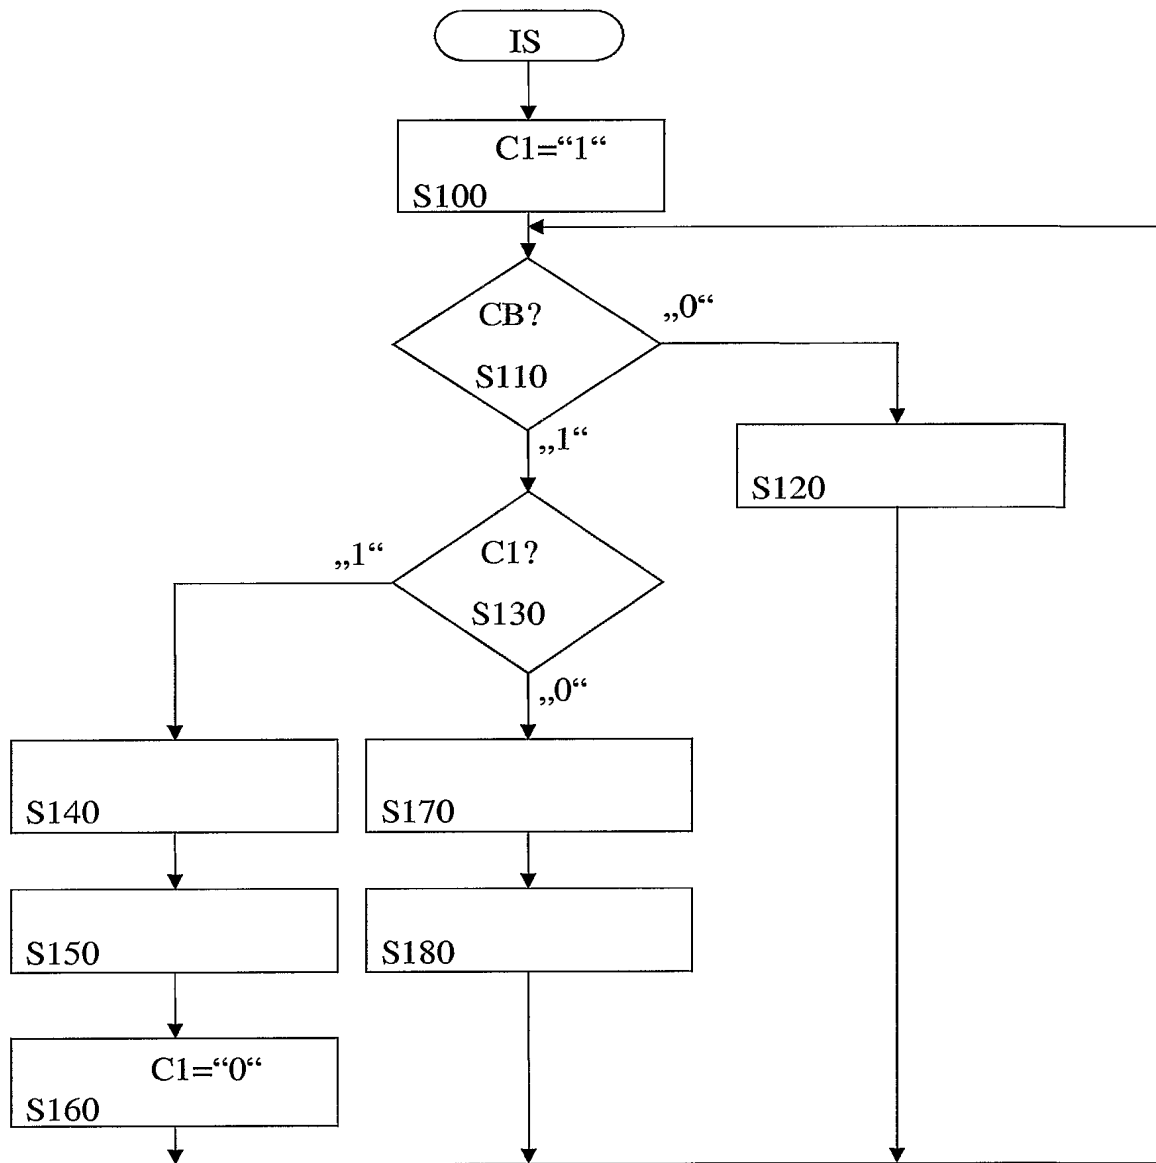 IS
C1=“1“
S100
CB?
„0“
S110
„1“
S120
C1?
„1“
S130
„0“
S140
S170
S150
S180
C1=“0“
S160